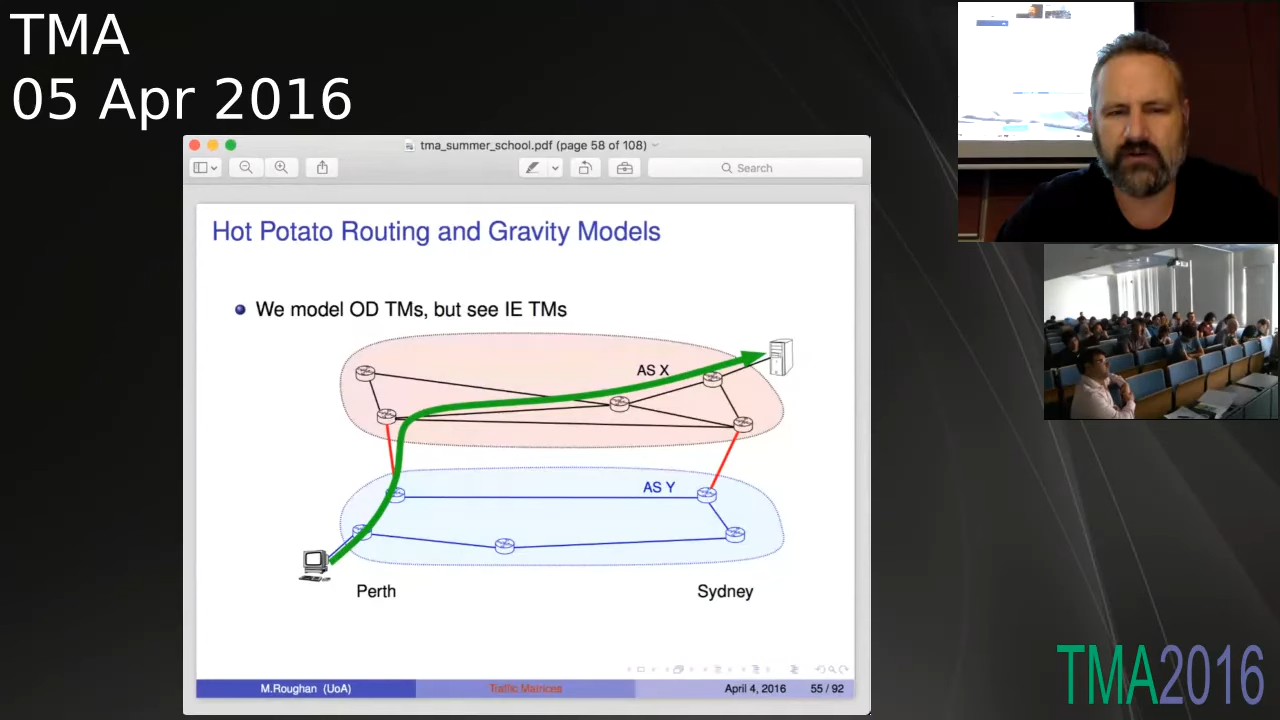 TMA
05 Apr 2016
tma_summer_school.pdf (page 58 of 108)
Search
Hot Potato Routing and Gravity Models
We model OD TMs, but see IE TMs
AS X
AS Y
Perth
Sydney
M.Roughan (UoA)
Traffic Matrices
April 4, 2016
55 / 92
TMA2016